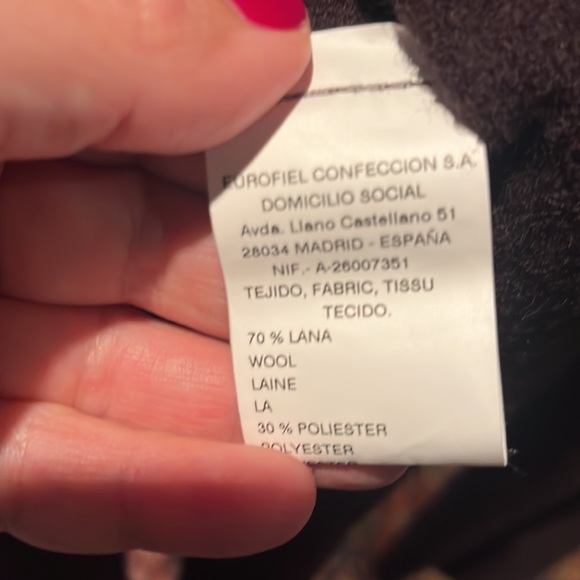 EUROFIEL CONFECCION S.A.
DOMICILIO SOCIAL
Avda. Llano Castellano 51
28034 MADRID - ESPAÑA
NIF.- A-26007351
TEJIDO, FABRIC, TISSU
TECIDO.
70 % LANA
WOOL
LAINE
LA
30 % POLIESTER
POLYESTER